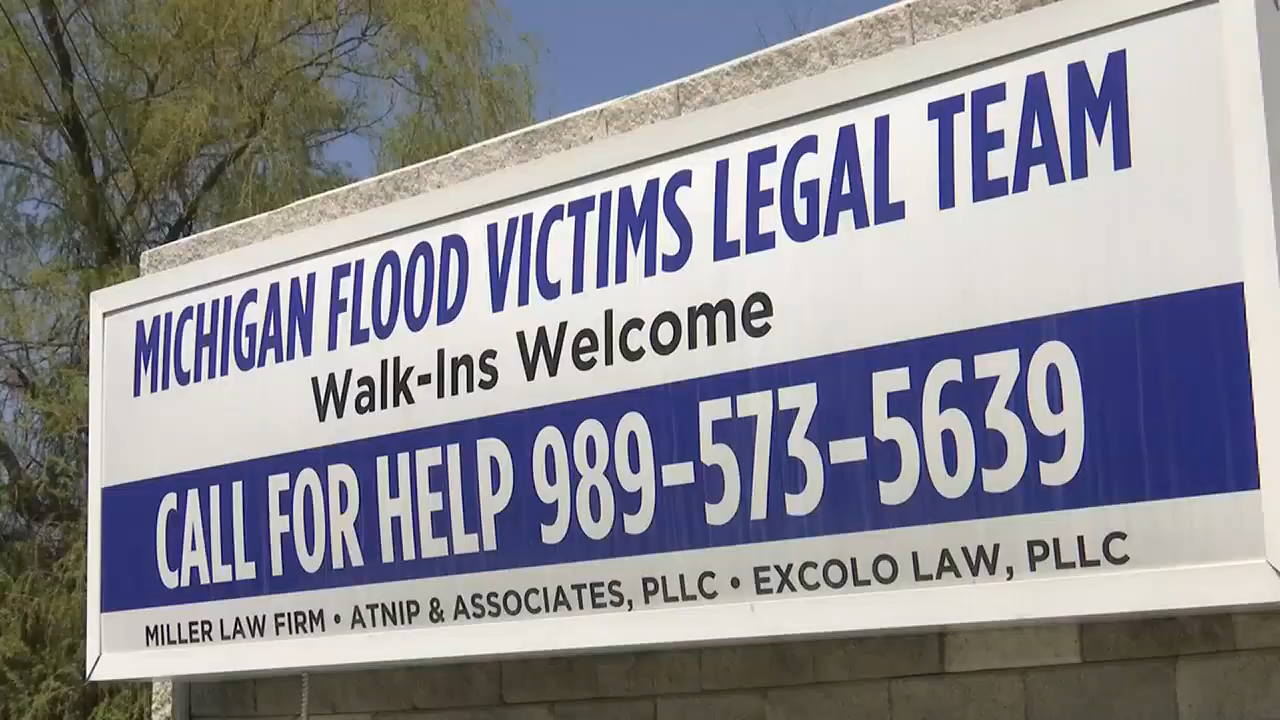 MICHIGAN FLOOD VICTIMS LEGAL TEAM
Walk-Ins Welcome
CALL FOR HELP 989-573-5639
MILLER LAW FIRM • ATNIP & ASSOCIATES, PLLC • EXCOLO LAW, PLLC